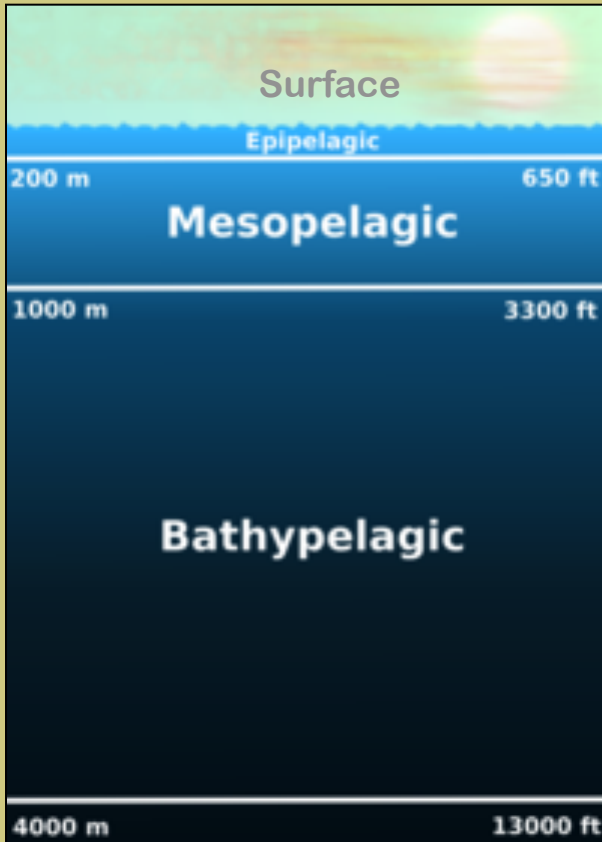 Surface
Epipelagic
200 m 650 ft
Mesopelagic
1000 m 3300 ft
Bathypelagic
4000 m 13000 ft